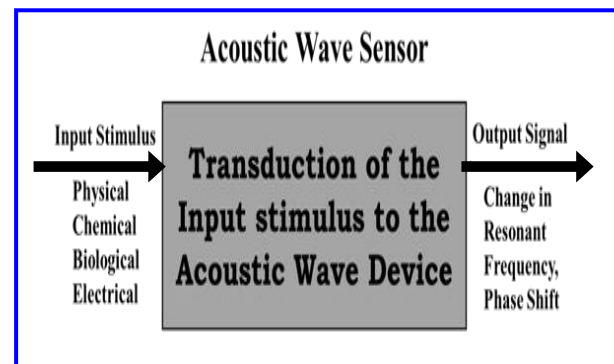 Acoustic Wave Sensor
Input Stimulus
Physical
Chemical
Biological
Electrical
Transduction of the
Input stimulus to the
Acoustic Wave Device
Output Signal
Change in
Resonant
Frequency,
Phase Shift